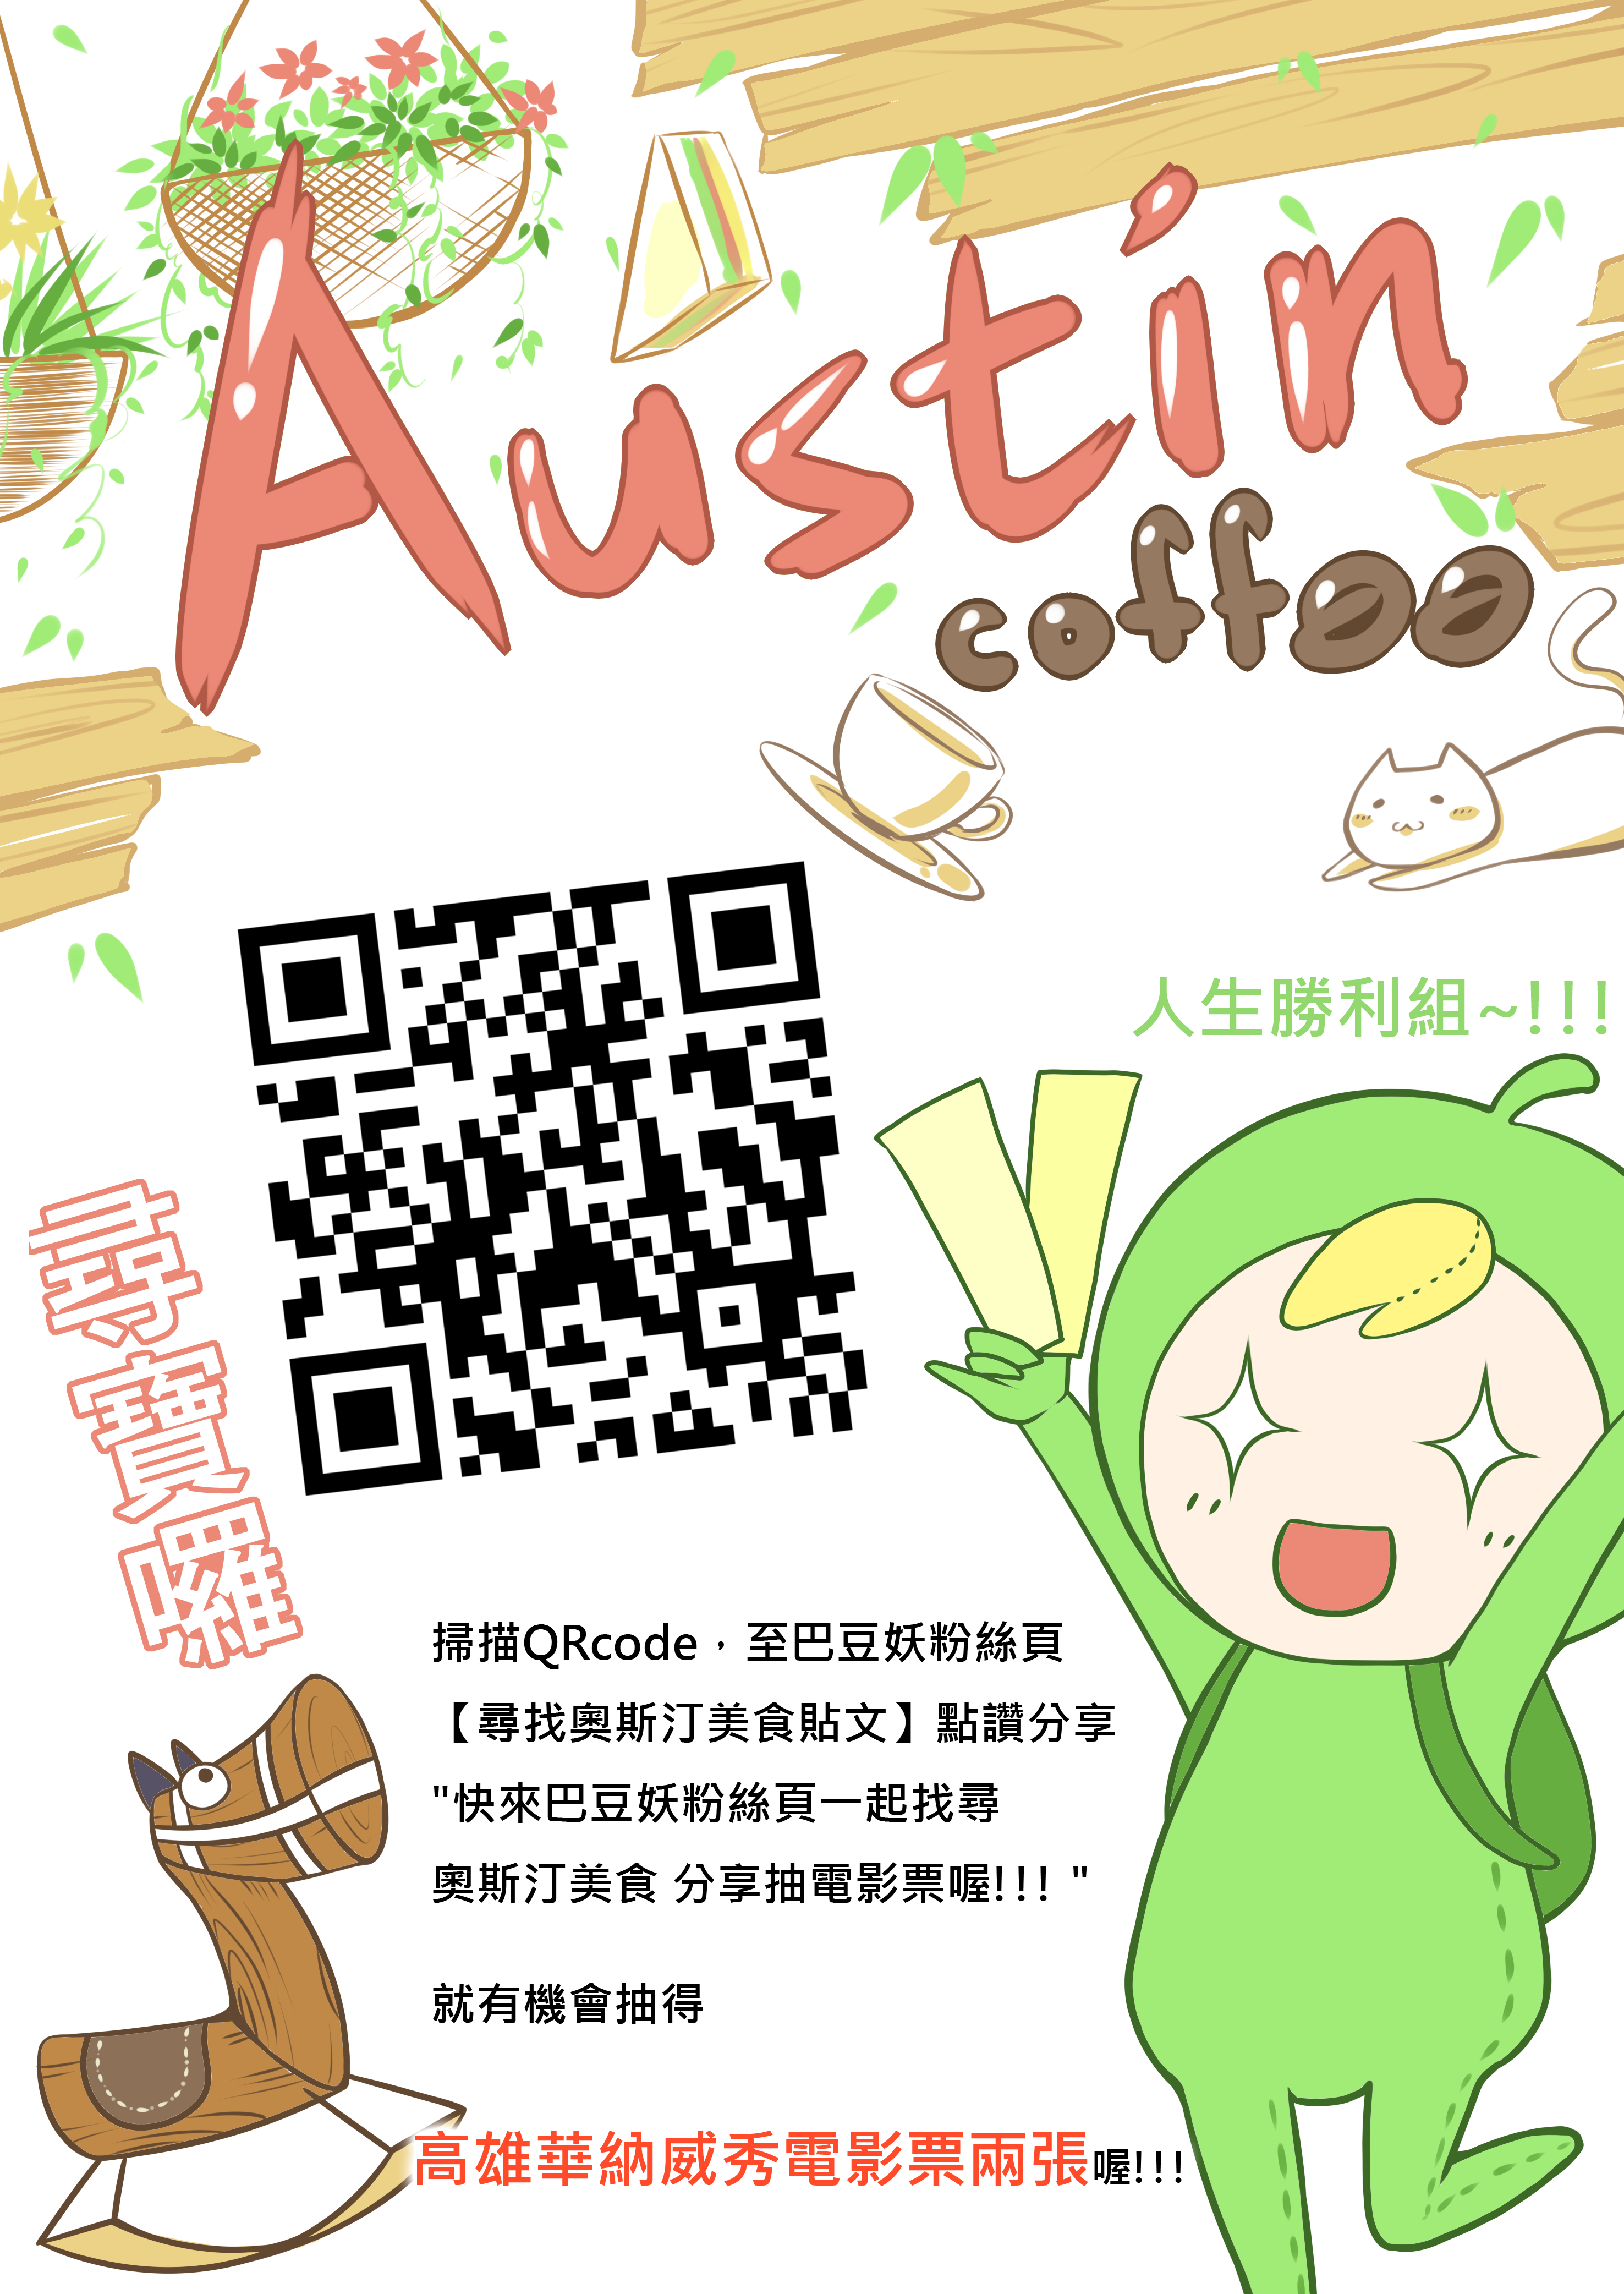 Austin
coffee
人生勝利組~!!!
尋寶囉
掃描QRcode，至巴豆妖粉絲頁
【尋找奧斯汀美食貼文】點讚分享
"快來巴豆妖粉絲頁一起找尋
奧斯汀美食 分享抽電影票喔!!! "
就有機會抽得
高雄華納威秀電影票兩張喔!!!